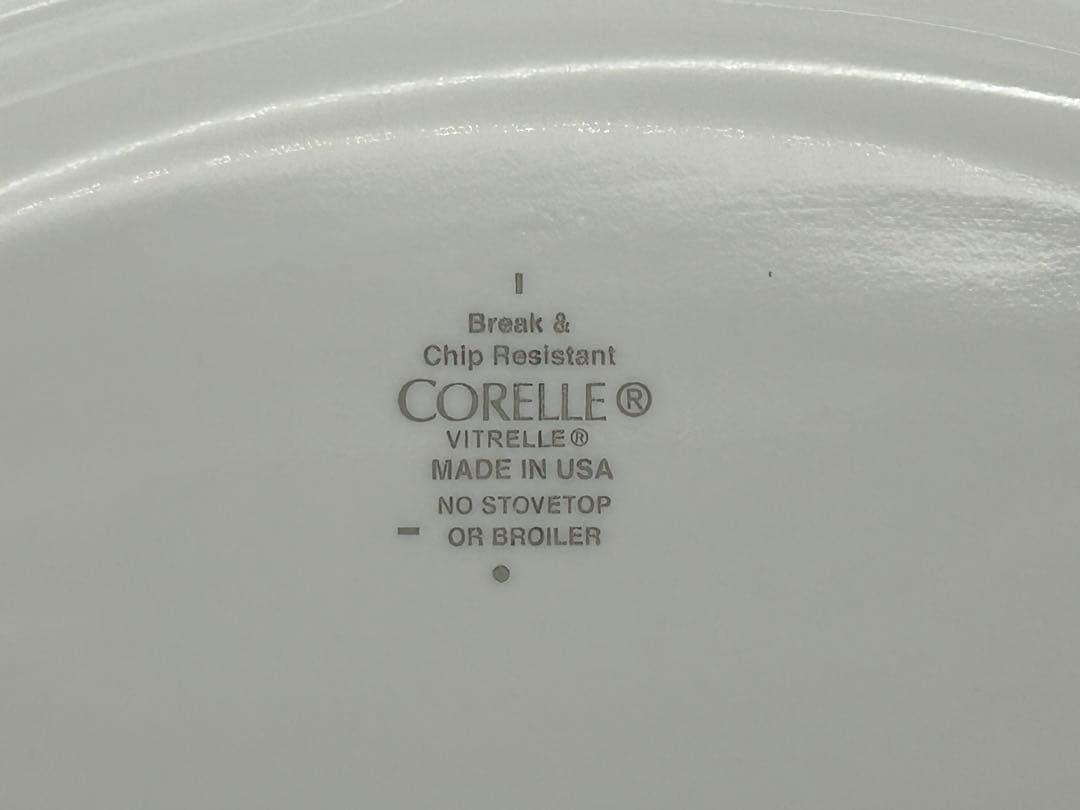 Break &
Chip Resistant
CORELLE®
VITRELLE®
MADE IN USA
NO STOVETOP
OR BROILER